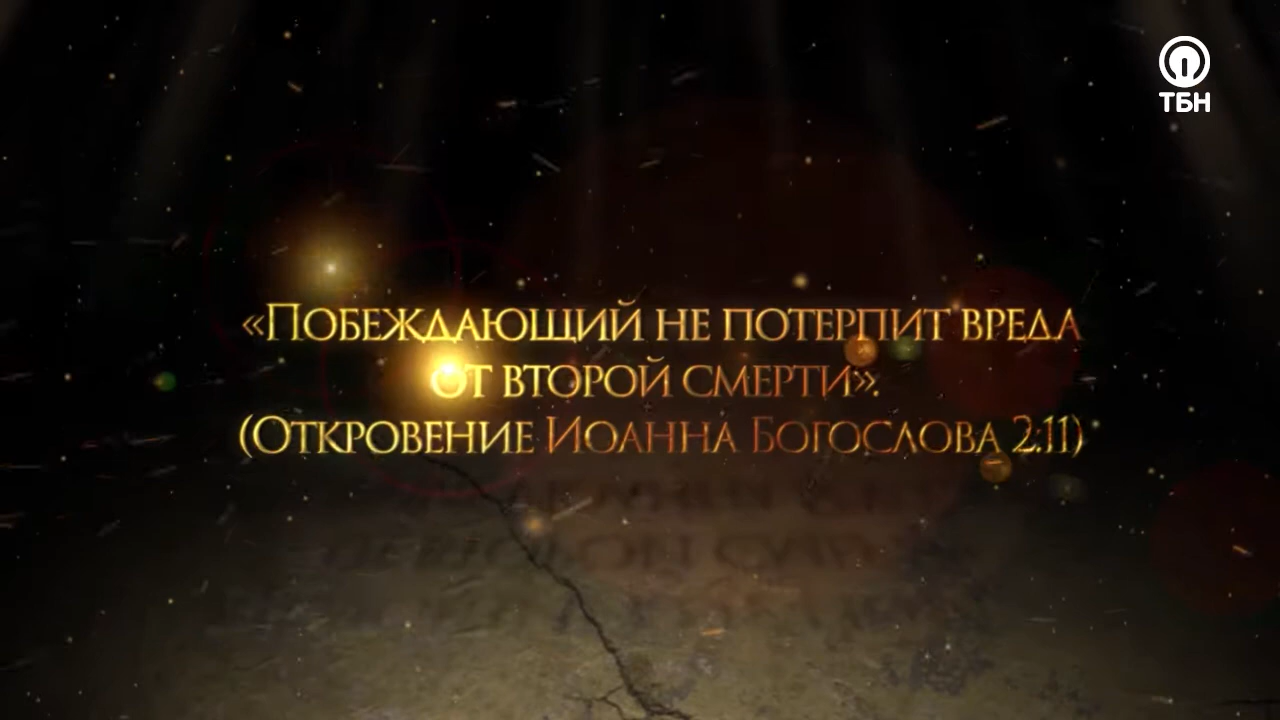 ТБН
«Побеждающий не потерпит вреда
от второй смерти».
(Откровение Иоанна Богослова 2:11)